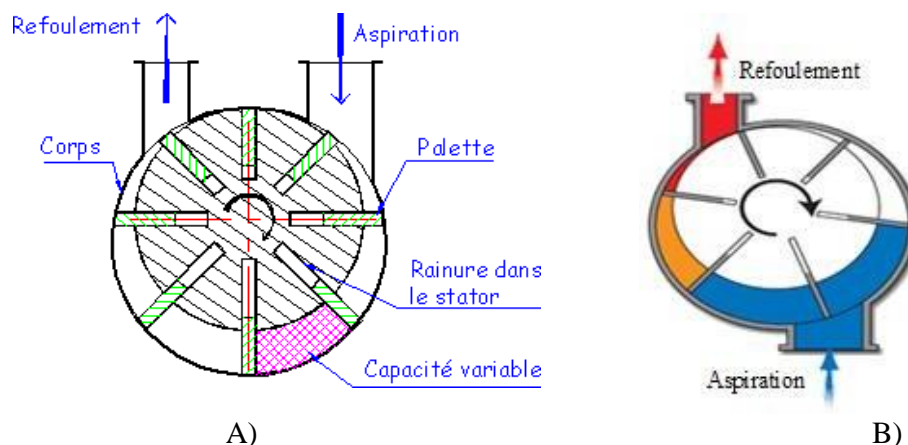 Refoulement
Aspiration
Corps
Palette
Rainure dans
le stator
Capacité variable
A)
Refoulement
Aspiration
B)